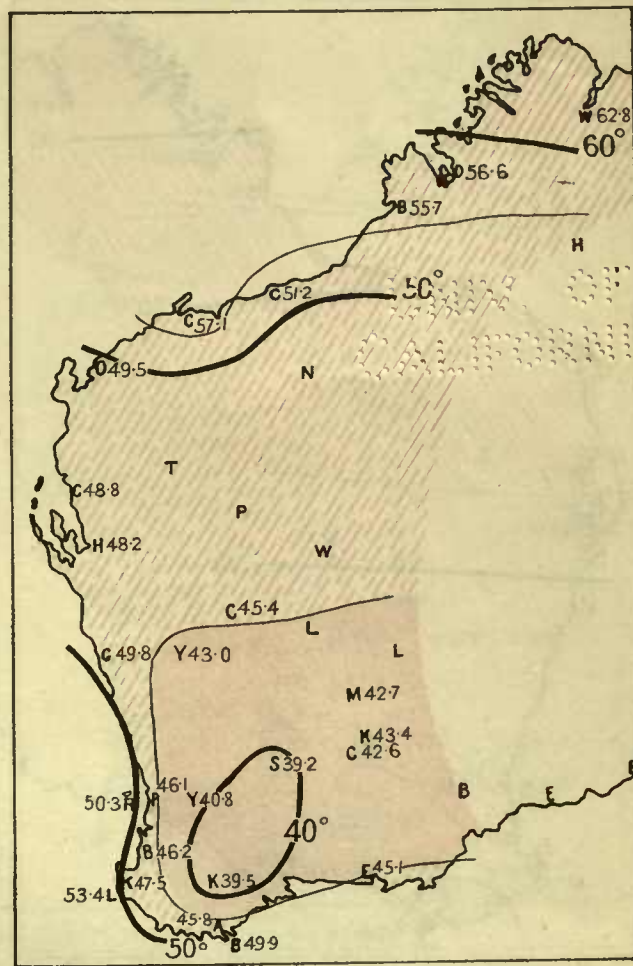 W 62.8
60°
O 56.6
B 55.7
H
50°
OF
CALIFORNI
C 51.2
C 57.1
O 49.5
N
T
C 48.8
P
H 48.2
W
C 45.4
L
G 49.8
Y 43.0
L
M 42.7
K 43.4
C 42.6
S 39.2
46.1
50.3 R
P
Y 40.8
B
E
E
40°
B 46.2
E 45.1
K 47.5
K 39.5
53.4 L
45.8 A
50°
B 49.9